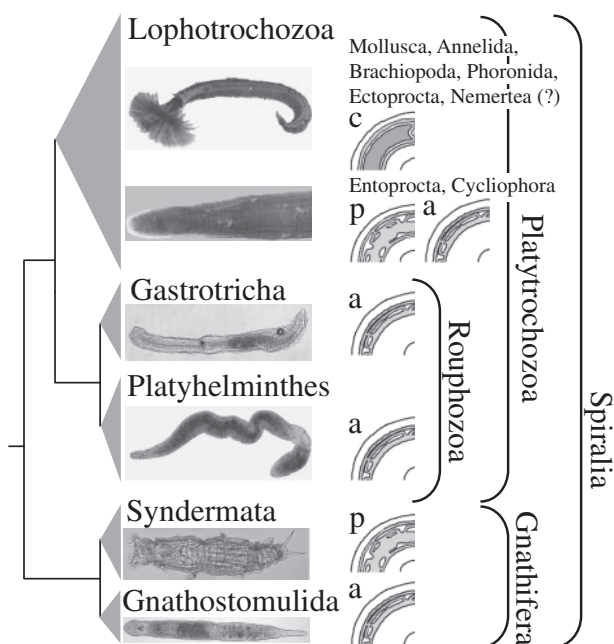 Lophotrochozoa
Mollusca, Annelida,
Brachiopoda, Phoronida,
Ectoprocta, Nemertea (?)
c
Entoprocta, Cycliophora
p
a
Gastrotricha
a
Platyhelminthes
a
Syndermata
p
Gnathostomulida
a
Rouphozoa
Platytrochozoa
Gnathifera
Spiralia